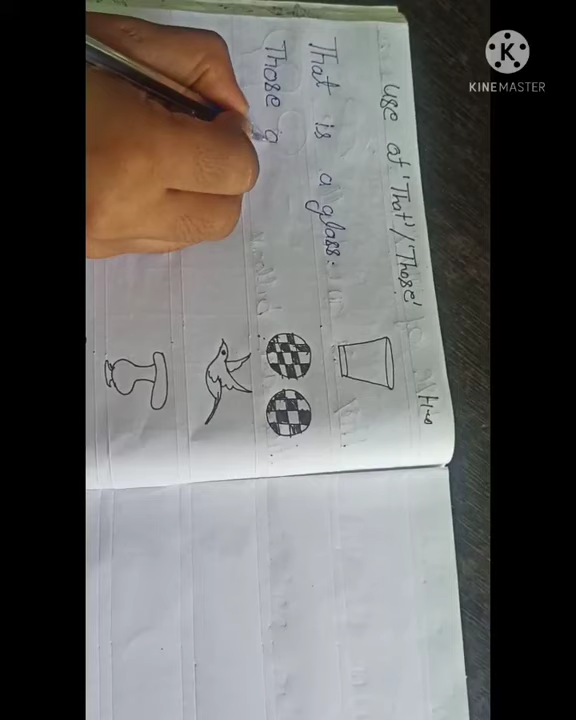 Use of 'That' / 'Those'
H-w
That is a glass.
Those a
KINEMASTER